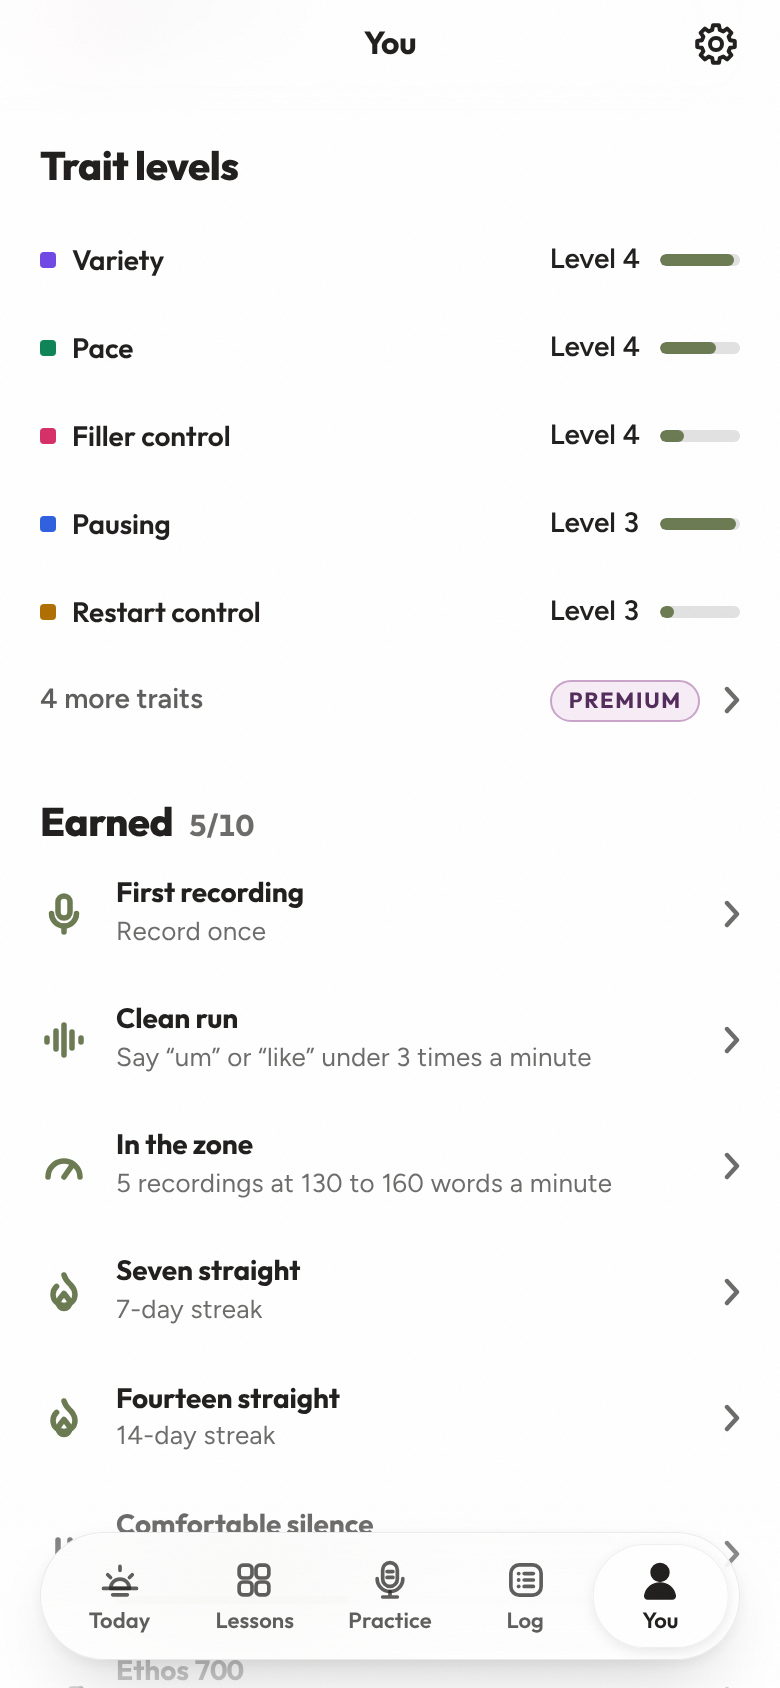 You
Trait levels
Variety
Level 4
Pace
Level 4
Filler control
Level 4
Pausing
Level 3
Restart control
Level 3
4 more traits
PREMIUM
Earned 5/10
First recording
Record once
Clean run
Say “um” or “like” under 3 times a minute
In the zone
5 recordings at 130 to 160 words a minute
Seven straight
7-day streak
Fourteen straight
14-day streak
Comfortable silence
Today
Lessons
Practice
Log
You
Ethos 700